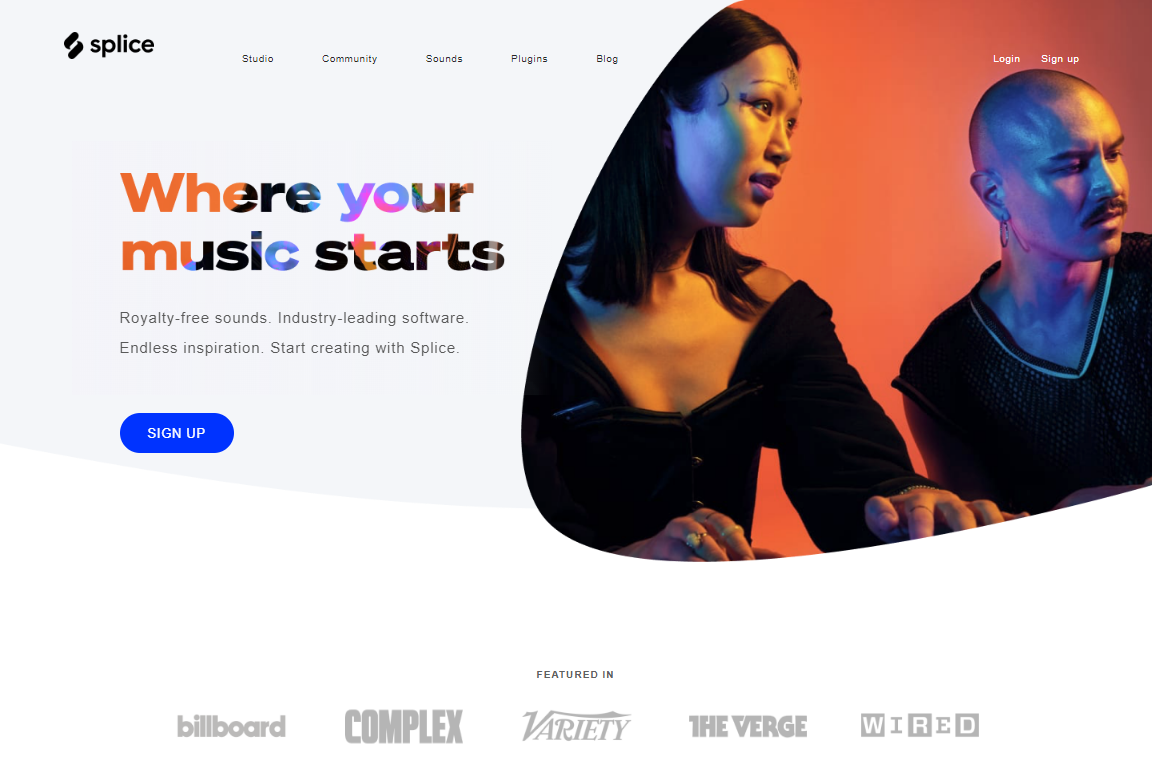 splice
Studio Community Sounds Plugins Blog Login Sign up
Where your
music starts
Royalty-free sounds. Industry-leading software.
Endless inspiration. Start creating with Splice.
SIGN UP
FEATURED IN
billboard COMPLEX VARIETY THE VERGE WIRED